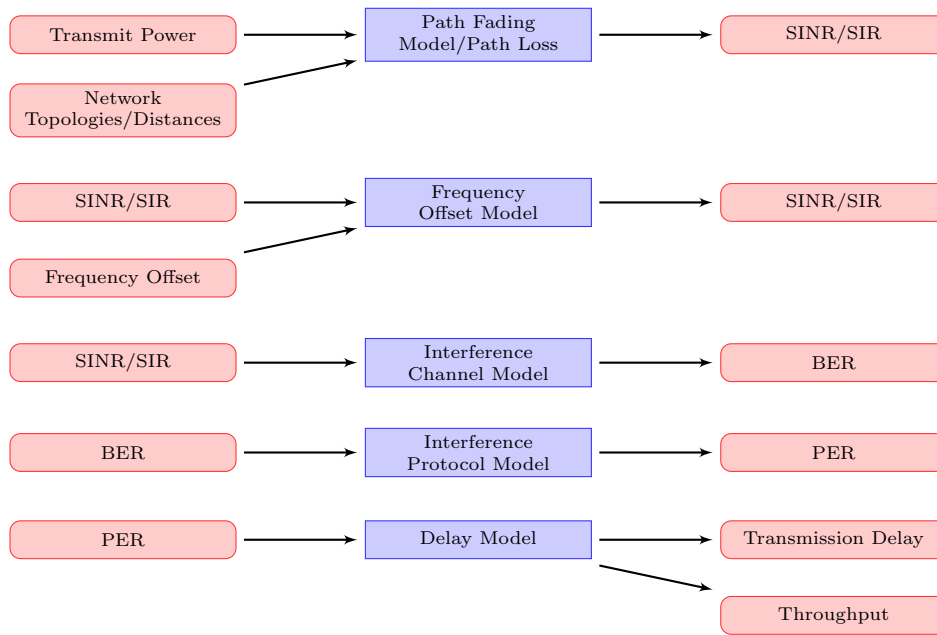 Transmit Power
Path Fading
Model/Path Loss
SINR/SIR
Network
Topologies/Distances
SINR/SIR
Frequency
Offset Model
SINR/SIR
Frequency Offset
SINR/SIR
Interference
Channel Model
BER
BER
Interference
Protocol Model
PER
PER
Delay Model
Transmission Delay
Throughput